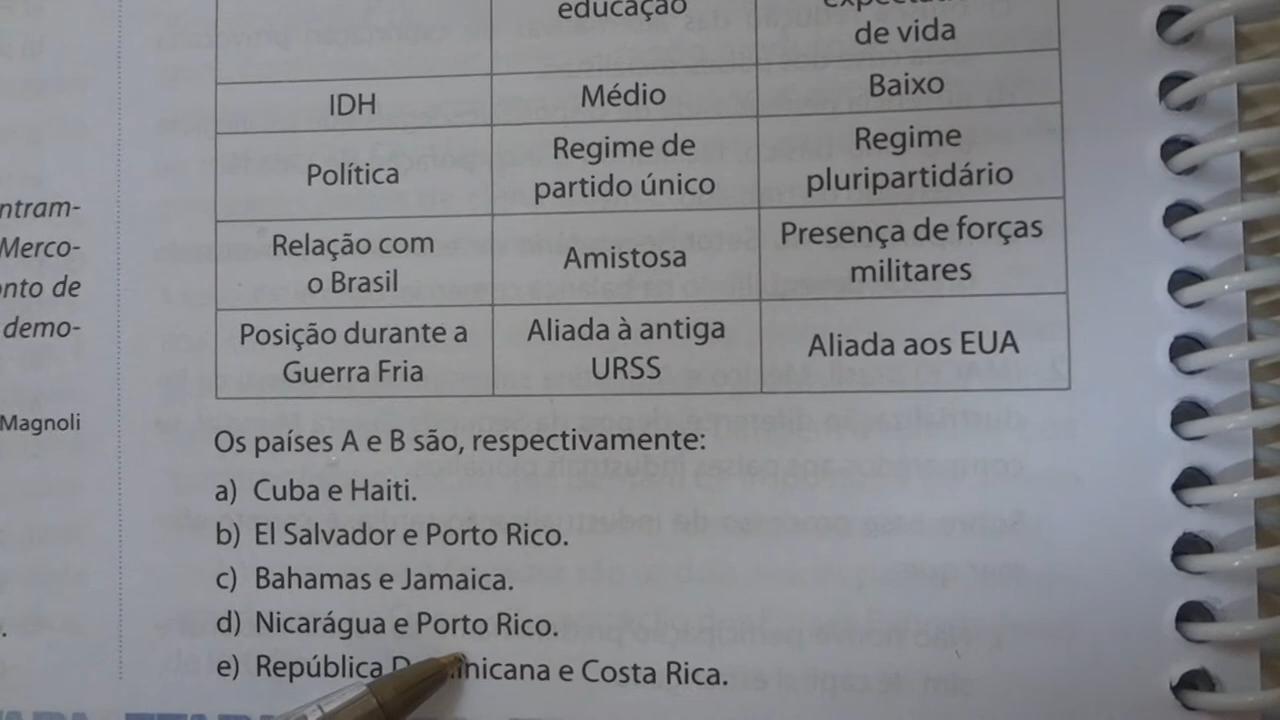 educação
de vida
IDH Médio Baixo
Política Regime de partido único Regime pluripartidário
Relação com o Brasil Amistosa Presença de forças militares
Posição durante a Guerra Fria Aliada à antiga URSS Aliada aos EUA
ntram-
Merco-
nto de
demo-
Magnoli
Os países A e B são, respectivamente:
a) Cuba e Haiti.
b) El Salvador e Porto Rico.
c) Bahamas e Jamaica.
d) Nicarágua e Porto Rico.
e) República Dominicana e Costa Rica.